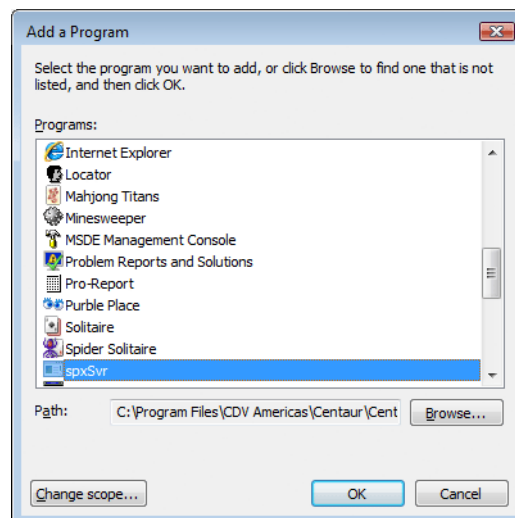 Add a Program
Select the program you want to add, or click Browse to find one that is not
listed, and then click OK.
Programs:
Internet Explorer
Locator
Mahjong Titans
Minesweeper
MSDE Management Console
Problem Reports and Solutions
Pro-Report
Purble Place
Solitaire
Spider Solitaire
spxSvr
Path: C:\Program Files\CDV Americas\Centaur\Cent Browse...
Change scope... OK Cancel